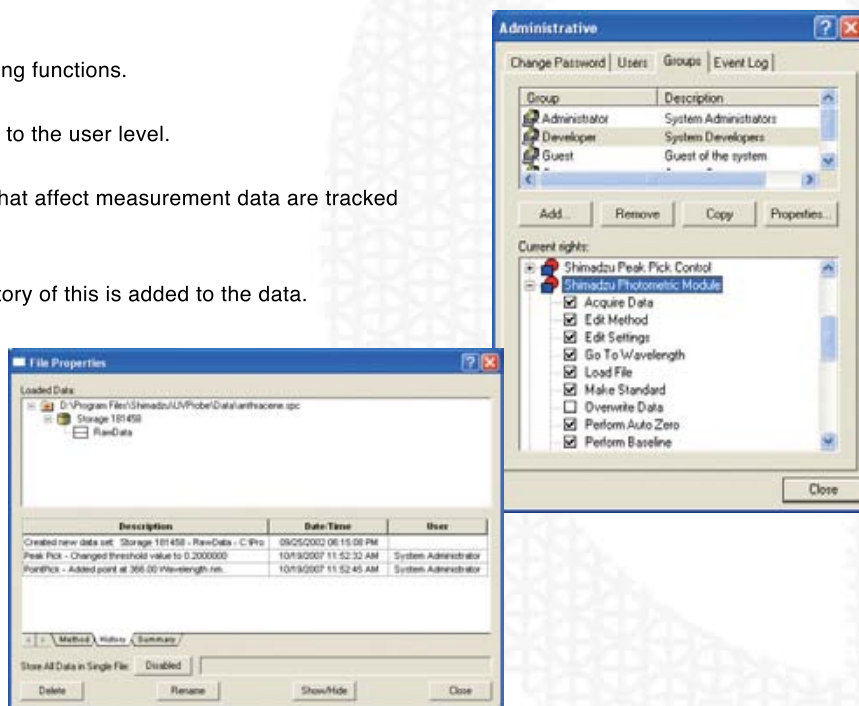 ing functions.
to the user level.
hat affect measurement data are tracked
tory of this is added to the data.
Administrative
Change Password Users Groups Event Log
Group Description
Administrator System Administrators
Developer System Developers
Guest Guest of the system
Add... Remove Copy Properties...
Current rights:
Shimadzu Peak Pick Control
Shimadzu Photometric Module
Acquire Data
Edit Method
Edit Settings
Go To Wavelength
Load File
Make Standard
Overwrite Data
Perform Auto Zero
Perform Baseline
Close
File Properties
Loaded Data:
D:\Program Files\Shimadzu\UVProbe\Data\anthracene.spc
Storage 181458
RawData
Description Date/Time User
Created new data set: Storage 181458 - RawData - C:\Pro 09/25/2002 06:15:08 PM
Peak Pick - Changed threshold value to 0.2000000 10/19/2007 11:52:32 AM System Administrator
PointPick - Added point at 366.00 Wavelength nm. 10/19/2007 11:52:45 AM System Administrator
Method History Summary
Store All Data in Single File: Disabled
Delete Rename Show/Hide Close